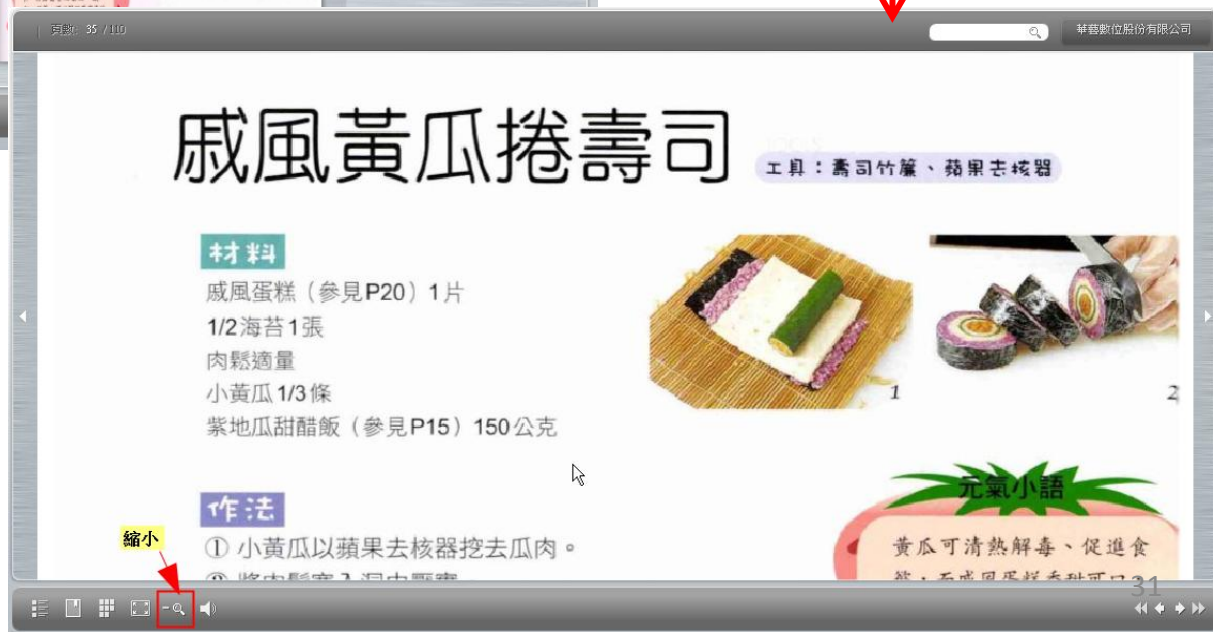 頁數: 35 /110
華藝數位股份有限公司
戚風黃瓜捲壽司
工具：壽司竹簾、蘋果去核器
材料
戚風蛋糕（參見P20）1片
1/2海苔1張
肉鬆適量
小黃瓜1/3條
紫地瓜甜醋飯（參見P15）150公克
1
2
作法
① 小黃瓜以蘋果去核器挖去瓜肉。
元氣小語
黃瓜可清熱解毒、促進食
縮小
31